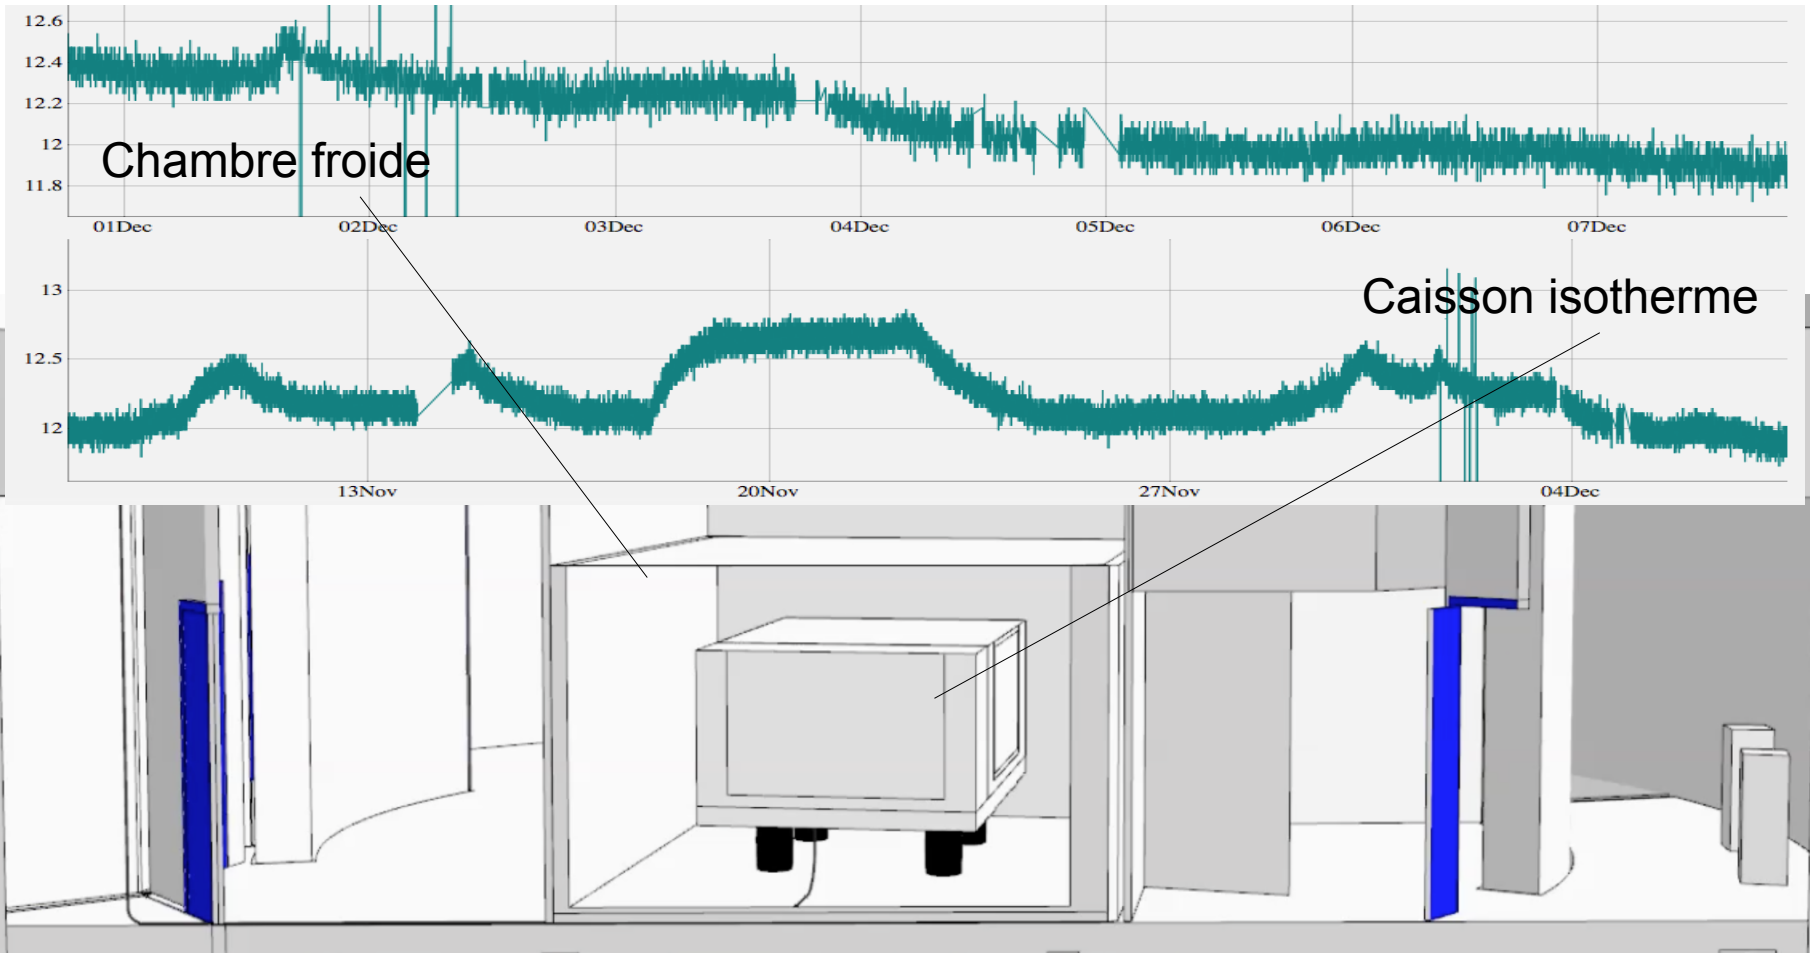 12.6
12.4
12.2
12
11.8
Chambre froide
01Dec 02Dec 03Dec 04Dec 05Dec 06Dec 07Dec
13
Caisson isotherme
12.5
12
13Nov 20Nov 27Nov 04Dec